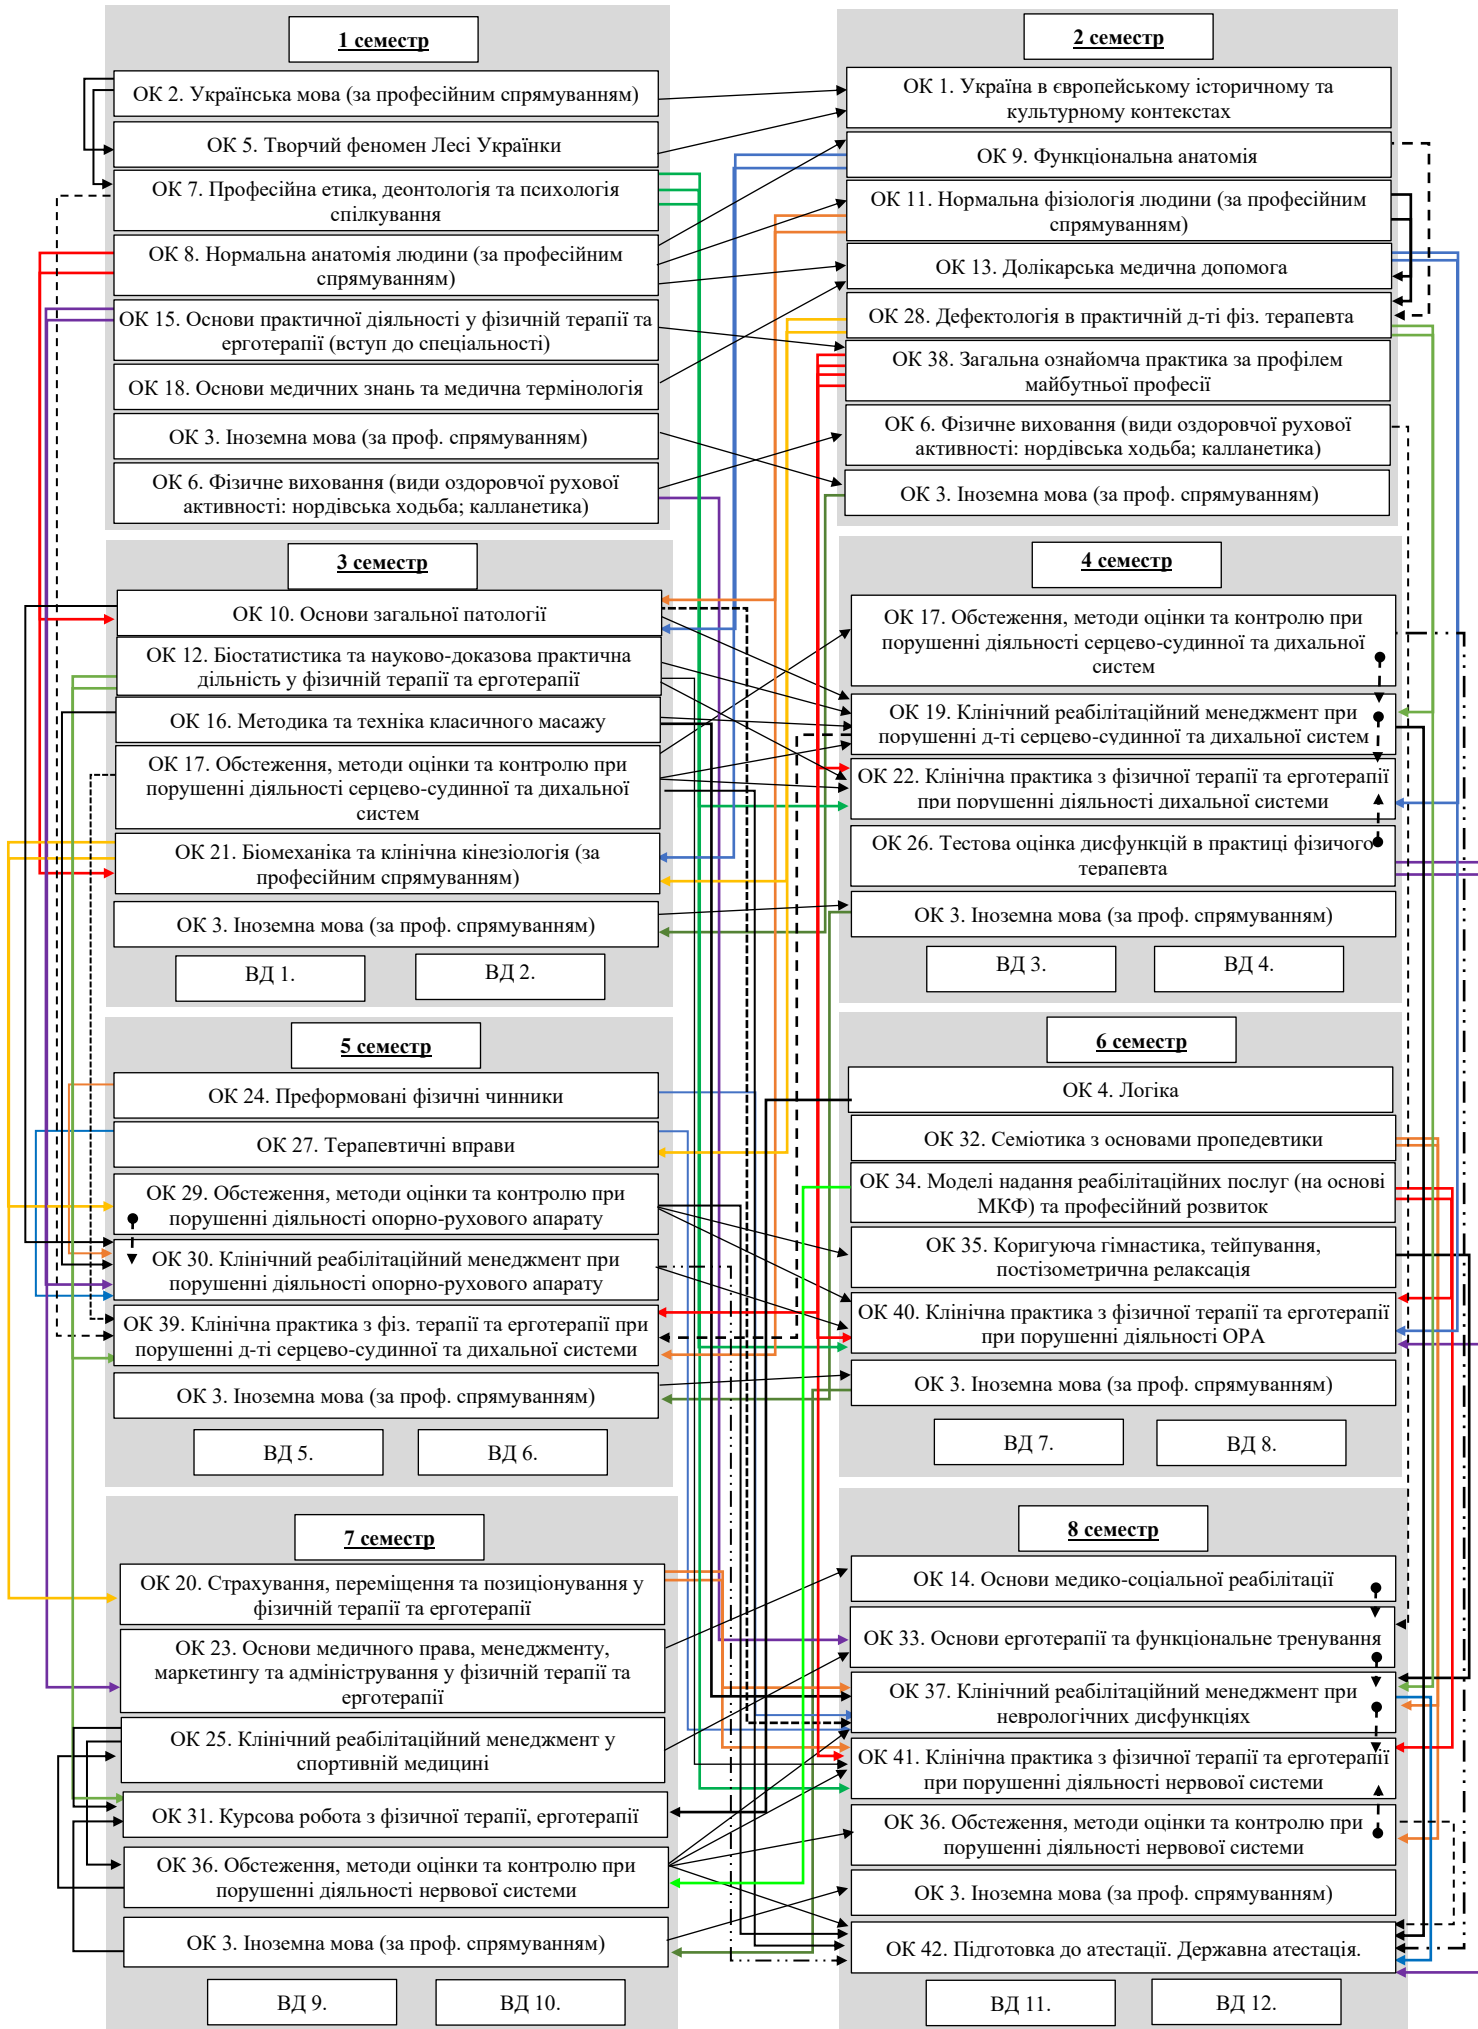 1 семестр
ОК 2. Українська мова (за професійним спрямуванням)
ОК 5. Творчий феномен Лесі Українки
ОК 7. Професійна етика, деонтологія та психологія
спілкування
ОК 8. Нормальна анатомія людини (за професійним
спрямуванням)
ОК 15. Основи практичної діяльності у фізичній терапії та
ерготерапії (вступ до спеціальності)
ОК 18. Основи медичних знань та медична термінологія
ОК 3. Іноземна мова (за проф. спрямуванням)
ОК 6. Фізичне виховання (види оздоровчої рухової
активності: нордівська ходьба; калланетика)
2 семестр
ОК 1. Україна в європейському історичному та
культурному контекстах
ОК 9. Функціональна анатомія
ОК 11. Нормальна фізіологія людини (за професійним
спрямуванням)
ОК 13. Долікарська медична допомога
ОК 28. Дефектологія в практичній д-ті фіз. терапевта
ОК 38. Загальна ознайомча практика за профілем
майбутньої професії
ОК 6. Фізичне виховання (види оздоровчої рухової
активності: нордівська ходьба; калланетика)
ОК 3. Іноземна мова (за проф. спрямуванням)
3 семестр
ОК 10. Основи загальної патології
ОК 12. Біостатистика та науково-доказова практична
дільність у фізичній терапії та ерготерапії
ОК 16. Методика та техніка класичного масажу
ОК 17. Обстеження, методи оцінки та контролю при
порушенні діяльності серцево-судинної та дихальної
систем
ОК 21. Біомеханіка та клінічна кінезіологія (за
професійним спрямуванням)
ОК 3. Іноземна мова (за проф. спрямуванням)
ВД 1.
ВД 2.
4 семестр
ОК 17. Обстеження, методи оцінки та контролю при
порушенні діяльності серцево-судинної та дихальної
систем
ОК 19. Клінічний реабілітаційний менеджмент при
порушенні д-ті серцево-судинної та дихальної систем
ОК 22. Клінічна практика з фізичної терапії та ерготерапії
при порушенні діяльності дихальної системи
ОК 26. Тестова оцінка дисфункцій в практиці фізичого
терапевта
ОК 3. Іноземна мова (за проф. спрямуванням)
ВД 3.
ВД 4.
5 семестр
ОК 24. Преформовані фізичні чинники
ОК 27. Терапевтичні вправи
ОК 29. Обстеження, методи оцінки та контролю при
порушенні діяльності опорно-рухового апарату
ОК 30. Клінічний реабілітаційний менеджмент при
порушенні діяльності опорно-рухового апарату
ОК 39. Клінічна практика з фіз. терапії та ерготерапії при
порушенні д-ті серцево-судинної та дихальної системи
ОК 3. Іноземна мова (за проф. спрямуванням)
ВД 5.
ВД 6.
6 семестр
ОК 4. Логіка
ОК 32. Семіотика з основами пропедевтики
ОК 34. Моделі надання реабілітаційних послуг (на основі
МКФ) та професійний розвиток
ОК 35. Коригуюча гімнастика, тейпування,
постізометрична релаксація
ОК 40. Клінічна практика з фізичної терапії та ерготерапії
при порушенні діяльності ОРА
ОК 3. Іноземна мова (за проф. спрямуванням)
ВД 7.
ВД 8.
7 семестр
ОК 20. Страхування, переміщення та позиціонування у
фізичній терапії та ерготерапії
ОК 23. Основи медичного права, менеджменту,
маркетингу та адміністрування у фізичній терапії та
ерготерапії
ОК 25. Клінічний реабілітаційний менеджмент у
спортивній медицині
ОК 31. Курсова робота з фізичної терапії, ерготерапії
ОК 36. Обстеження, методи оцінки та контролю при
порушенні діяльності нервової системи
ОК 3. Іноземна мова (за проф. спрямуванням)
ВД 9.
ВД 10.
8 семестр
ОК 14. Основи медико-соціальної реабілітації
ОК 33. Основи ерготерапії та функціональне тренування
ОК 37. Клінічний реабілітаційний менеджмент при
неврологічних дисфункціях
ОК 41. Клінічна практика з фізичної терапії та ерготерапії
при порушенні діяльності нервової системи
ОК 36. Обстеження, методи оцінки та контролю при
порушенні діяльності нервової системи
ОК 3. Іноземна мова (за проф. спрямуванням)
ОК 42. Підготовка до атестації. Державна атестація.
ВД 11.
ВД 12.